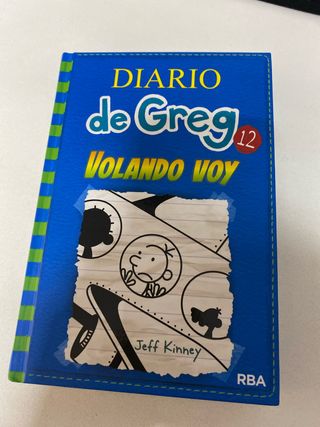 DIARIO
de Greg
12
VOLANDO VOY
Jeff Kinney
RBA